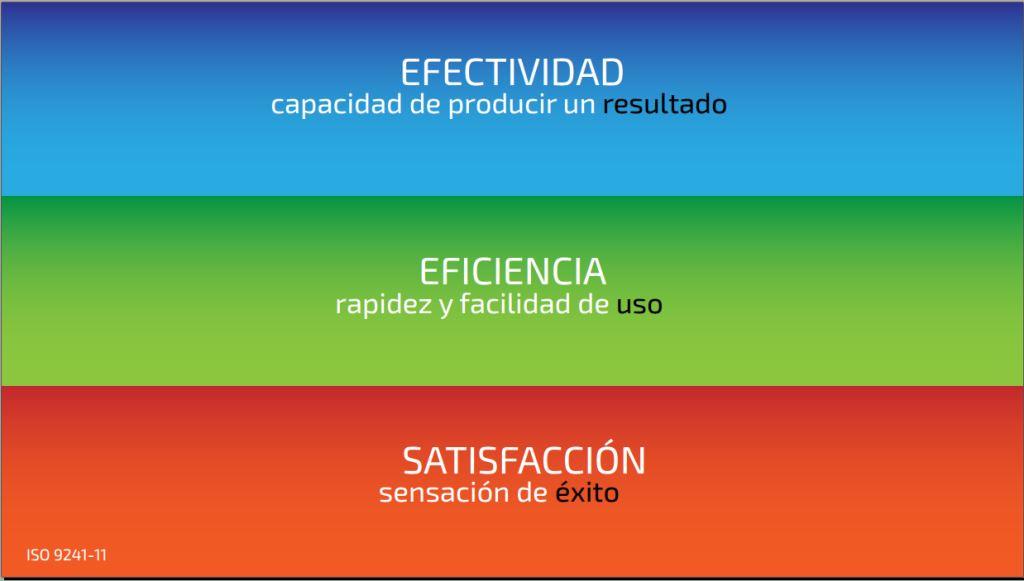 EFECTIVIDAD
capacidad de producir un resultado
EFICIENCIA
rapidez y facilidad de uso
SATISFACCIÓN
sensación de éxito
ISO 9241-11